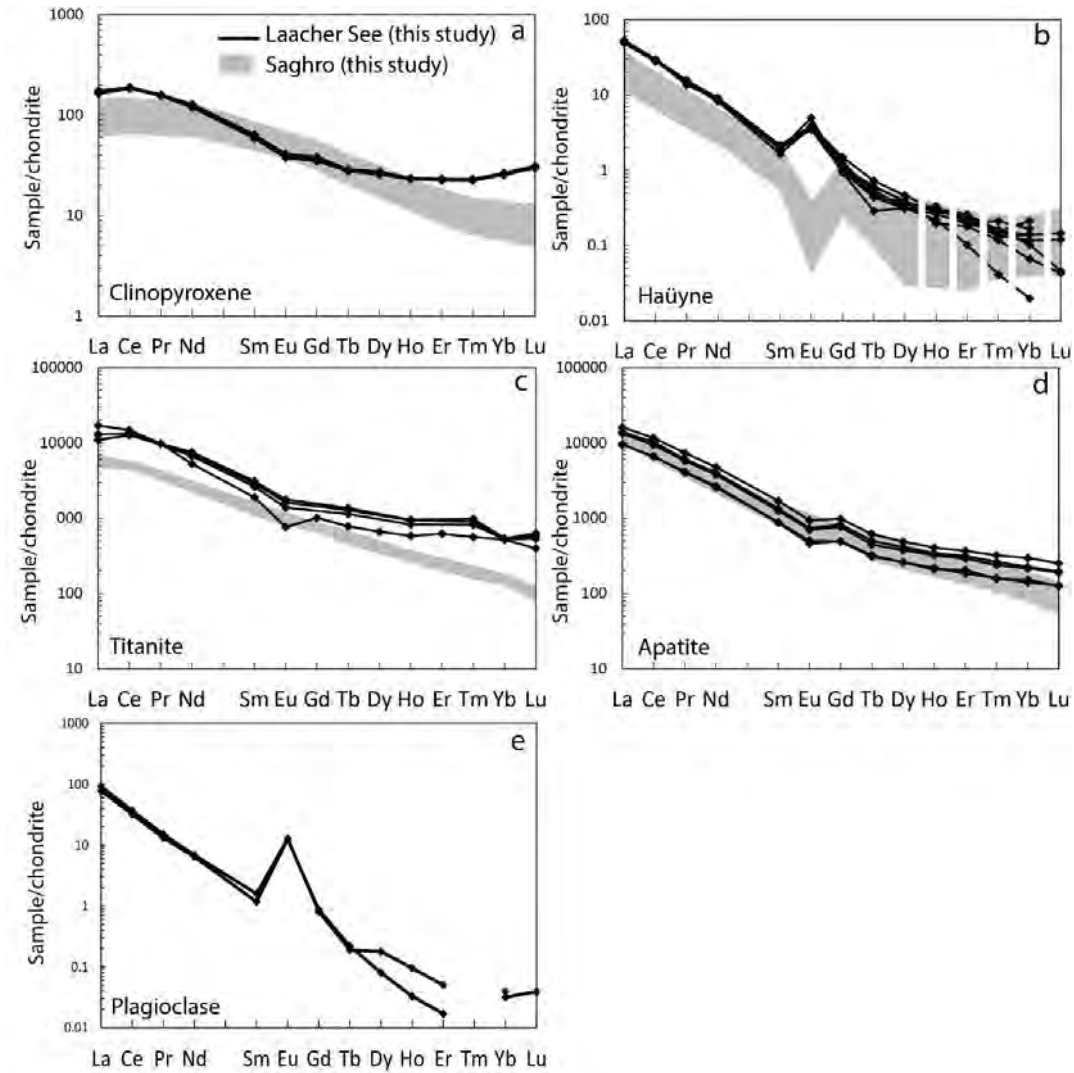 1000
100
10
1
Sample/chondrite
Laacher See (this study)
Saghro (this study)
a
Clinopyroxene
La Ce Pr Nd Sm Eu Gd Tb Dy Ho Er Tm Yb Lu
100
10
1
0.1
0.01
Sample/chondrite
b
Haüyne
La Ce Pr Nd Sm Eu Gd Tb Dy Ho Er Tm Yb Lu
100000
10000
000
100
10
Sample/chondrite
c
Titanite
La Ce Pr Nd Sm Eu Gd Tb Dy Ho Er Tm Yb Lu
100000
10000
1000
100
10
Sample/chondrite
d
Apatite
La Ce Pr Nd Sm Eu Gd Tb Dy Ho Er Tm Yb Lu
1000
100
10
1
0.1
0.01
Sample/chondrite
e
Plagioclase
La Ce Pr Nd Sm Eu Gd Tb Dy Ho Er Tm Yb Lu